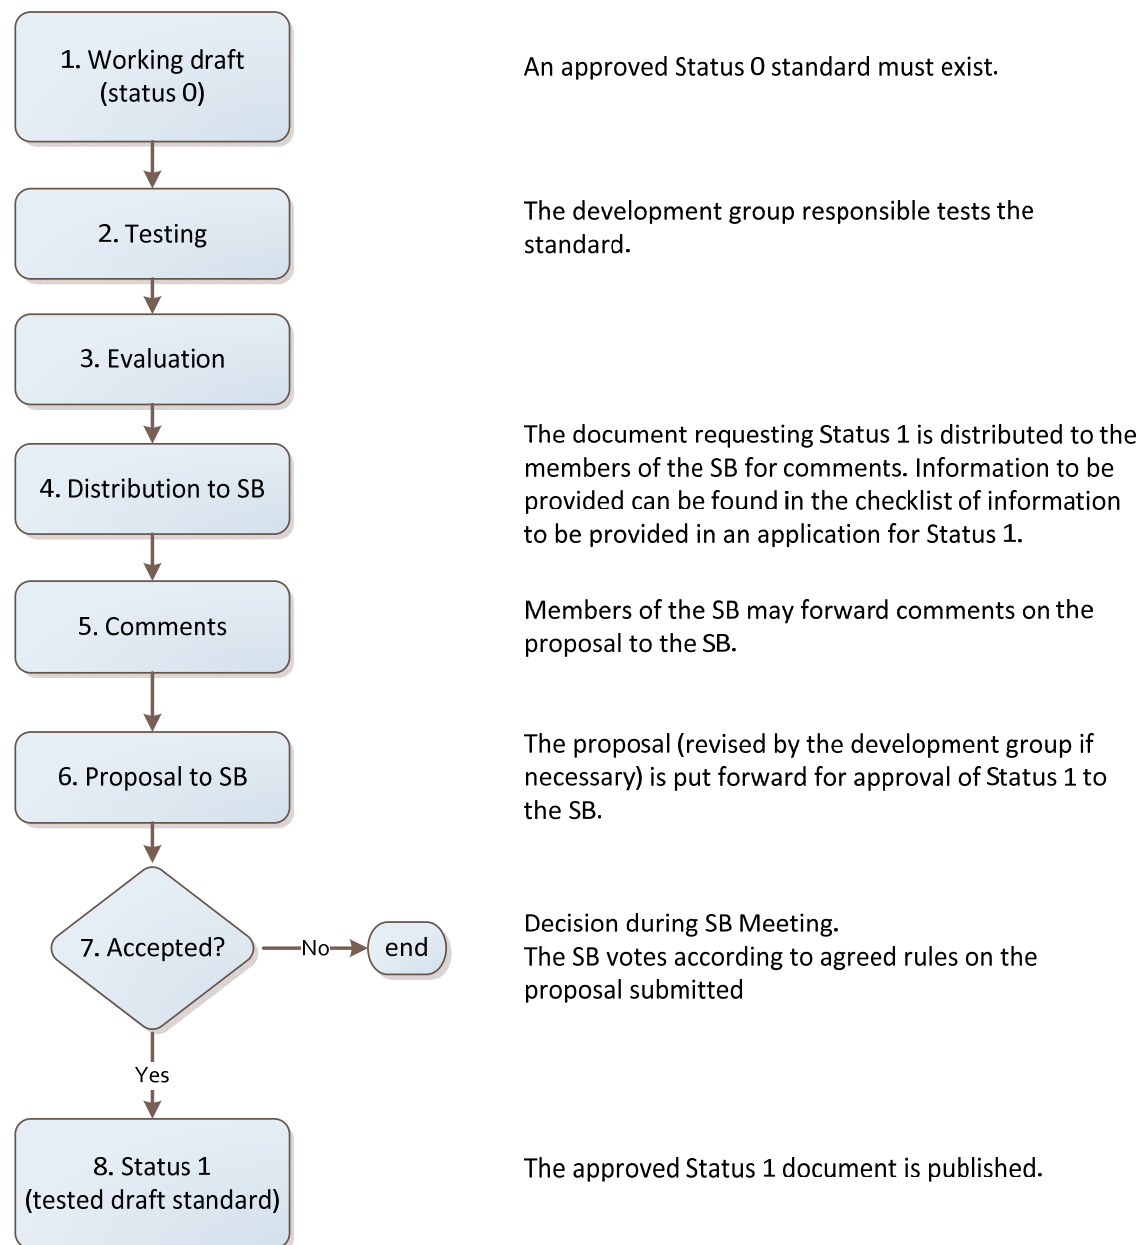 1. Working draft
(status 0)
An approved Status 0 standard must exist.
2. Testing
The development group responsible tests the
standard.
3. Evaluation
4. Distribution to SB
The document requesting Status 1 is distributed to the
members of the SB for comments. Information to be
provided can be found in the checklist of information
to be provided in an application for Status 1.
5. Comments
Members of the SB may forward comments on the
proposal to the SB.
6. Proposal to SB
The proposal (revised by the development group if
necessary) is put forward for approval of Status 1 to
the SB.
7. Accepted?
No
end
Decision during SB Meeting.
The SB votes according to agreed rules on the
proposal submitted
Yes
8. Status 1
(tested draft standard)
The approved Status 1 document is published.